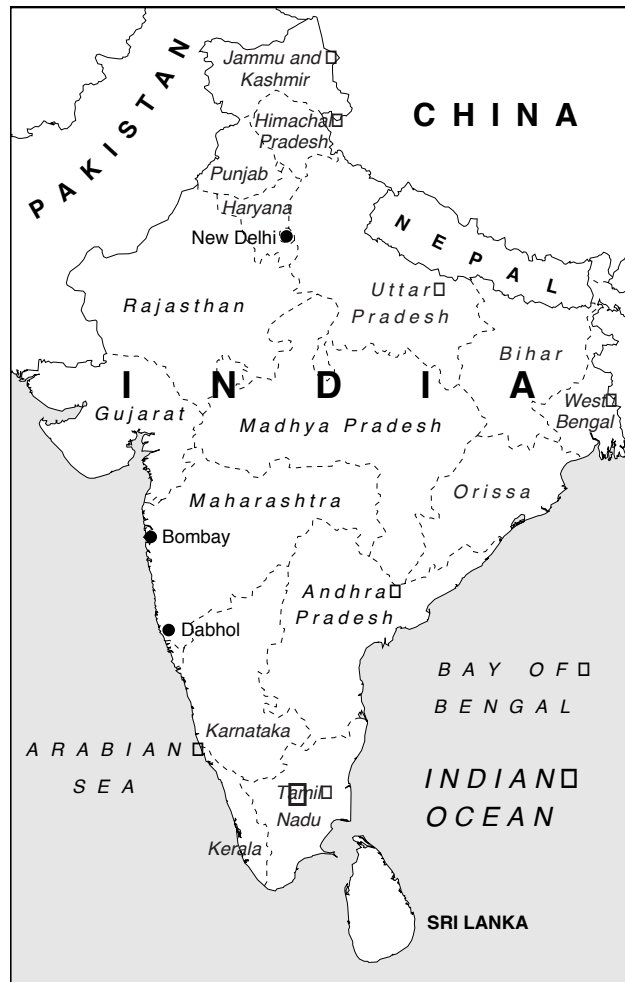 Jammu and
Kashmir
CHINA
PAKISTAN
Himachal
Pradesh
Punjab
Haryana
NEPAL
New Delhi
Uttar
Pradesh
Rajasthan
Bihar
INDIA
West
Bengal
Gujarat
Madhya Pradesh
Maharashtra
Orissa
Bombay
Andhra
Pradesh
Dabhol
BAY OF
BENGAL
Karnataka
ARABIAN
SEA
INDIAN
OCEAN
Tamil
Nadu
Kerala
SRI LANKA